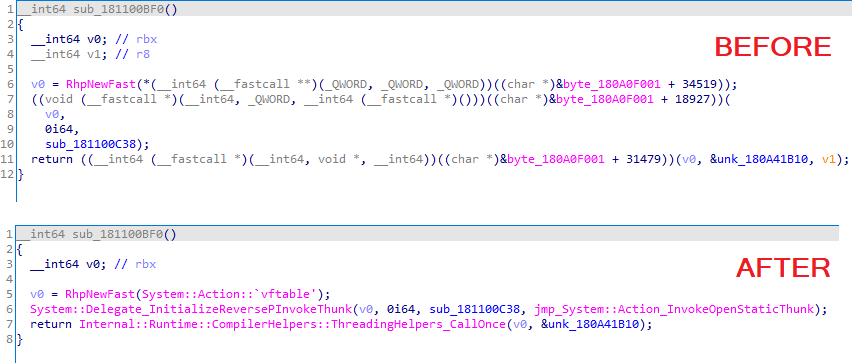 1 __int64 sub_181100BF0()
2 {
3 __int64 v0; // rbx
4 __int64 v1; // r8
BEFORE
5
6 v0 = RhpNewFast(*(__int64 (__fastcall **)(_QWORD, _QWORD, _QWORD))((char *)&byte_180A0F001 + 34519));
7 ((void (__fastcall *)(__int64, _QWORD, __int64 (__fastcall *)()))((char *)&byte_180A0F001 + 18927))(
8 v0,
9 0i64,
10 sub_181100C38);
11 return ((__int64 (__fastcall *)(__int64, void *, __int64))((char *)&byte_180A0F001 + 31479))(v0, &unk_180A41B10, v1);
12 }
1 __int64 sub_181100BF0()
2 {
3 __int64 v0; // rbx
AFTER
4
5 v0 = RhpNewFast(System::Action::`vftable');
6 System::Delegate_InitializeReversePInvokeThunk(v0, 0i64, sub_181100C38, jmp_System::Action_InvokeOpenStaticThunk);
7 return Internal::Runtime::CompilerHelpers::ThreadingHelpers_CallOnce(v0, &unk_180A41B10);
8 }